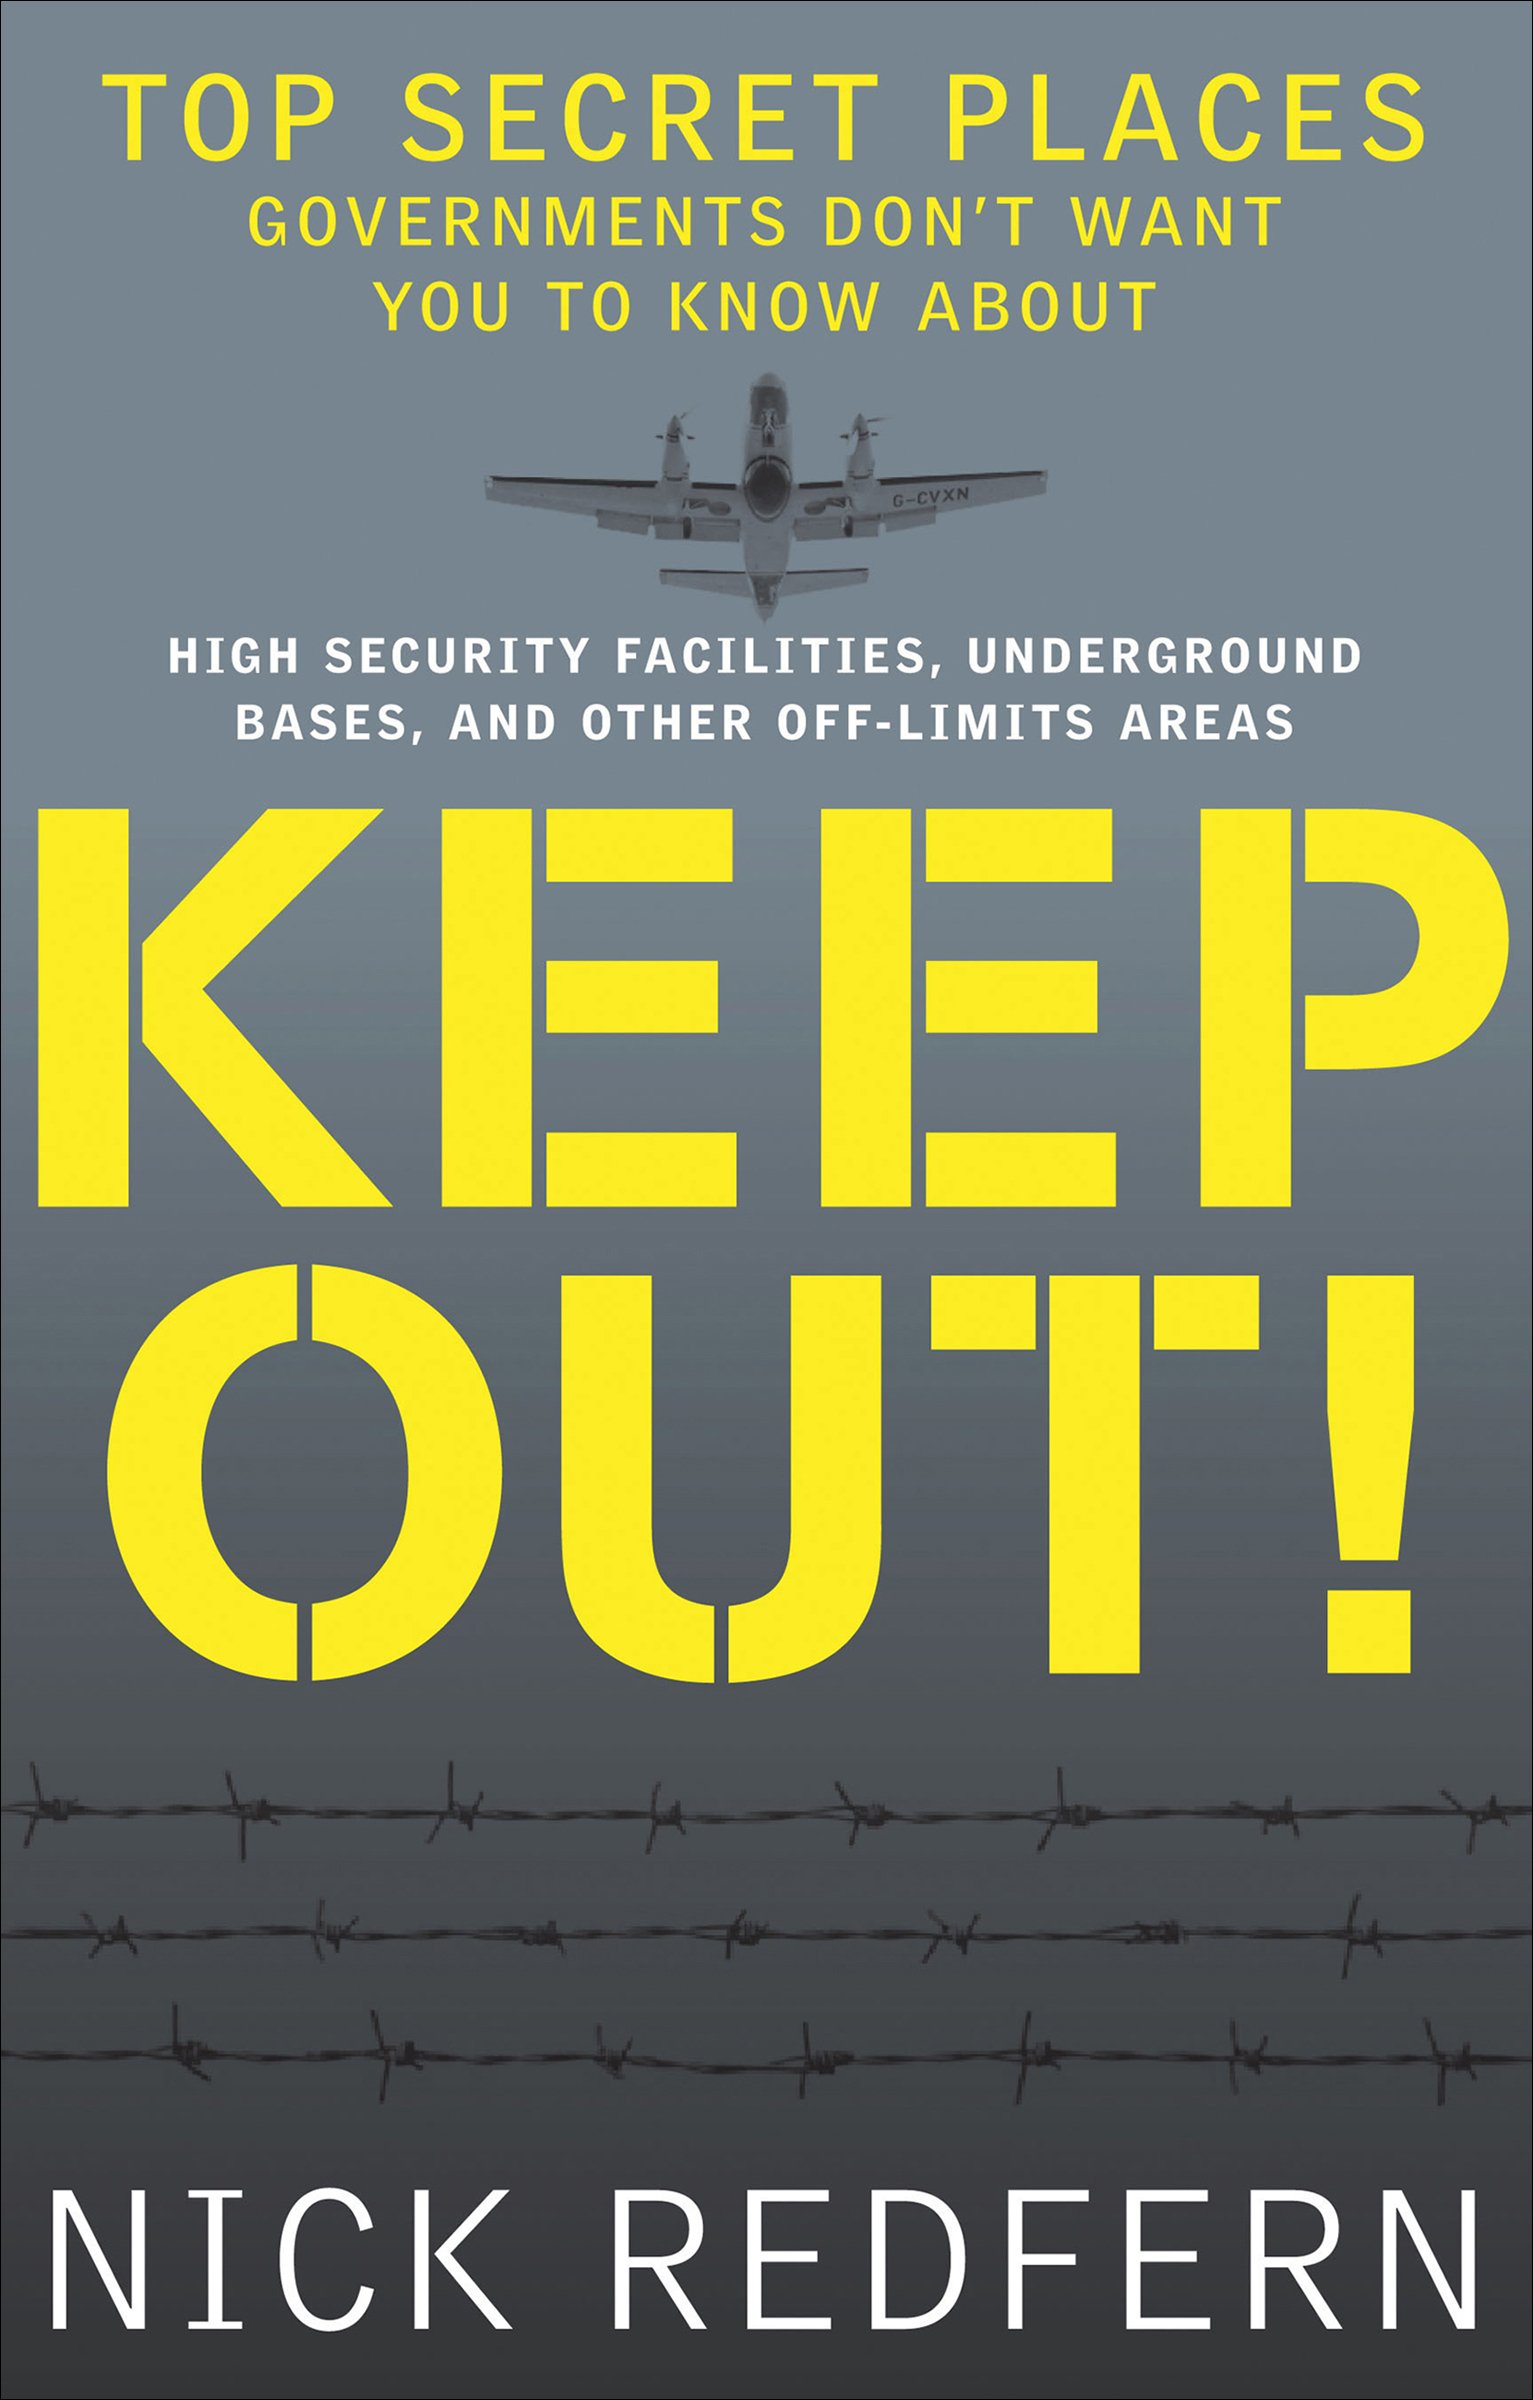 TOP SECRET PLACES
GOVERNMENTS DON'T WANT
YOU TO KNOW ABOUT
G-CVXN
HIGH SECURITY FACILITIES, UNDERGROUND
BASES, AND OTHER OFF-LIMITS AREAS
KEEP
OUT!
NICK REDFERN